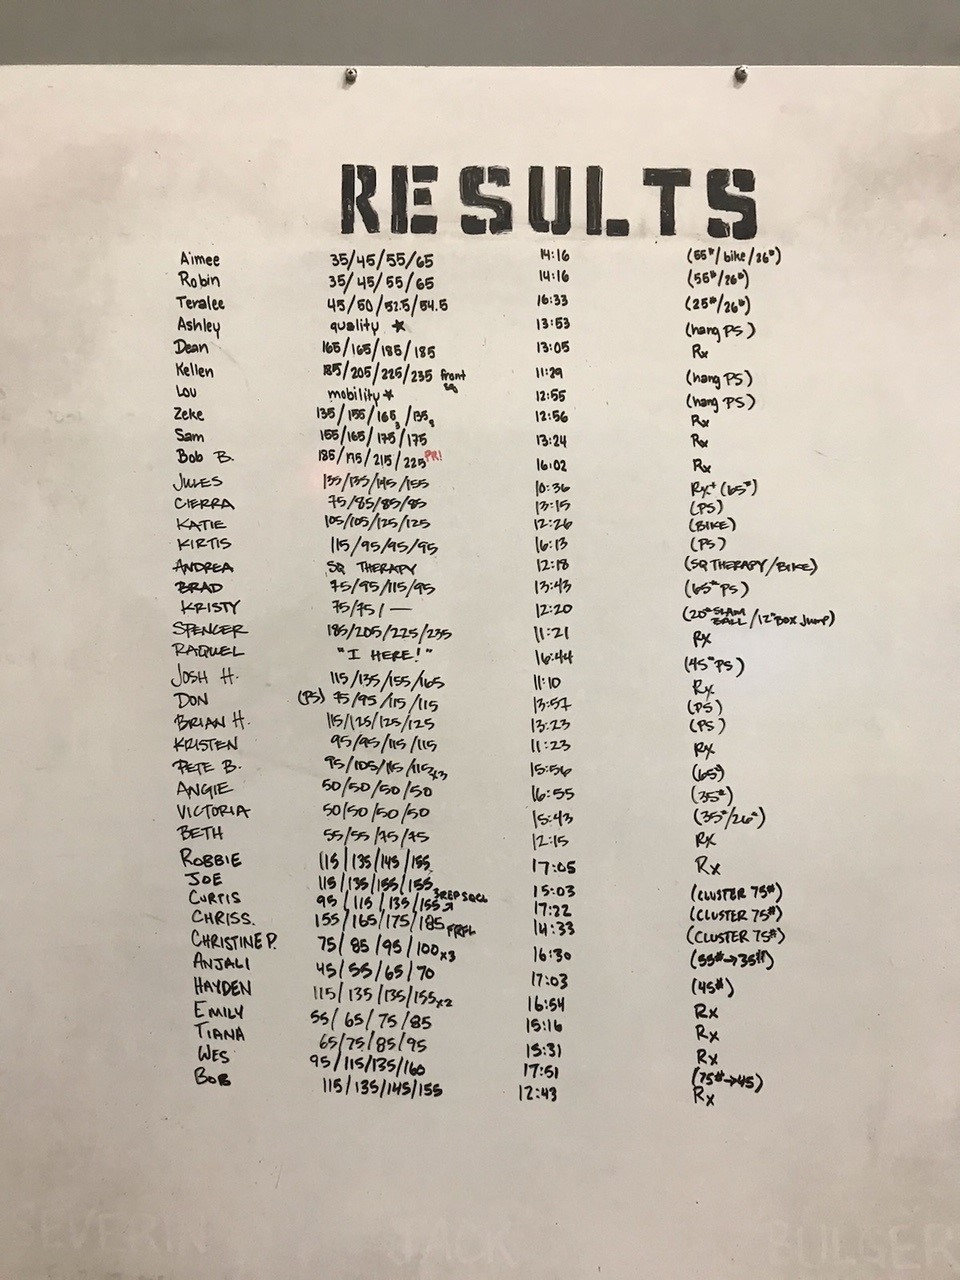 RESULTS
Aimee 35/45/55/65 14:16 (55#/bike/26#)
Robin 35/45/55/65 14:16 (55#/26#)
Teralee 45/50/52.5/54.5 16:33 (25#/26#)
Ashley quality ★ 13:53 (hang PS)
Dean 165/165/185/185 13:05 Rx
Kellen 185/205/225/235 front sq 11:29 (hang PS)
Lou mobility ★ 12:55 (hang PS)
Zeke 135/155/165 3/135 8 12:56 Rx
Sam 155/165/175/175 13:24 Rx
Bob B. 185/195/215/225 PR! 16:02 Rx
JULES 135/135/145/155 10:36 Rx+ (65#)
CIERRA 75/85/85/85 13:15 (PS)
KATIE 105/105/125/125 12:26 (BIKE)
KIRTIS 115/95/95/95 16:13 (PS)
ANDREA SQ THERAPY 12:18 (SQ THERAPY/BIKE)
BRAD 75/95/115/95 13:43 (65# PS)
KRISTY 75/75/ — 12:20 (20# SLAM BALL/12" BOX JUMP)
SPENCER 185/205/225/235 11:21 RX
RAQUEL "I HERE!" 16:44 (45# PS)
JOSH H. 115/135/155/165 11:10 Rx
DON (PS) 75/95/115/115 13:57 (PS)
BRIAN H. 115/125/125/125 13:23 (PS)
KRISTEN 95/95/115/115 11:23 RX
PETE B. 95/105/115/115x3 15:56 (65#)
ANGIE 50/50/50/50 16:55 (35#)
VICTORIA 50/50/50/50 15:43 (35#/26#)
BETH 55/55/75/75 12:15 RX
ROBBIE 115/135/145/155 17:05 Rx
JOE 115/135/155/155 15:03 (CLUSTER 75#)
CURTIS 95/115/135/155 3 REP 17:22 (CLUSTER 75#)
CHRIS S. 155/165/175/185 14:33 (CLUSTER 75#)
CHRISTINE P. 75/85/95/100x3 16:30 (55#→35#)
ANJALI 45/55/65/70 17:03 (45#)
HAYDEN 115/135/135/155x2 16:54 Rx
EMILY 55/65/75/85 15:16 Rx
TIANA 65/75/85/95 15:31 Rx
WES 95/115/135/160 17:51 (75#→45)
BOB 115/135/145/155 12:43 Rx
SEVERIN JACK BULGER